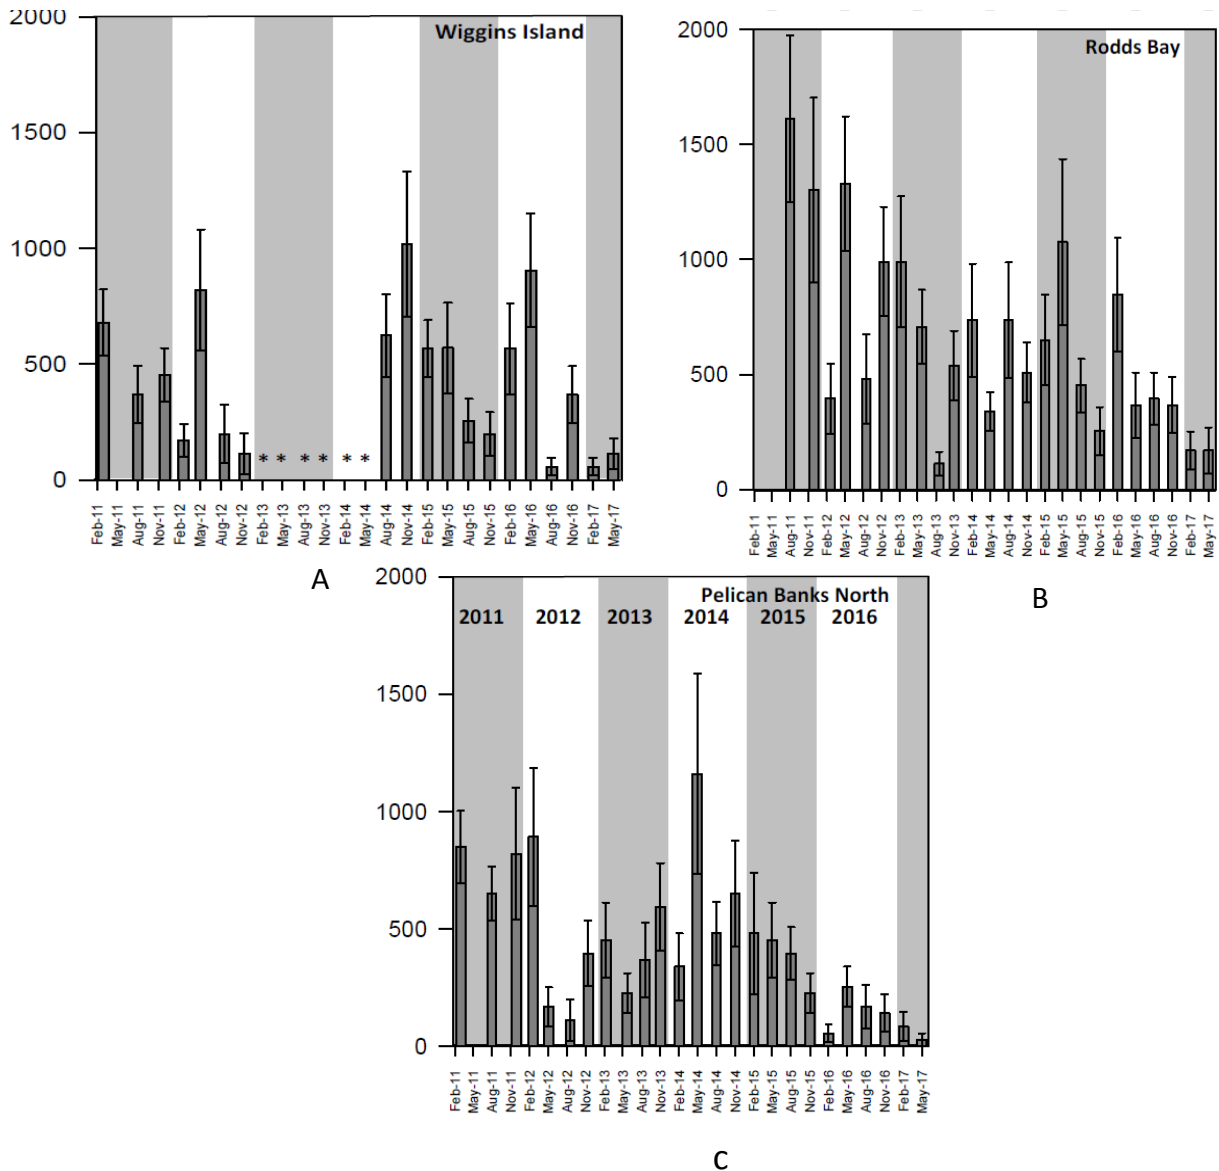 Wiggins Island
2000
1500
1000
500
0
* * * * * *
Feb-11 May-11 Aug-11 Nov-11 Feb-12 May-12 Aug-12 Nov-12 Feb-13 May-13 Aug-13 Nov-13 Feb-14 May-14 Aug-14 Nov-14 Feb-15 May-15 Aug-15 Nov-15 Feb-16 May-16 Aug-16 Nov-16 Feb-17 May-17
A
Rodds Bay
2000
1500
1000
500
0
Feb-11 May-11 Aug-11 Nov-11 Feb-12 May-12 Aug-12 Nov-12 Feb-13 May-13 Aug-13 Nov-13 Feb-14 May-14 Aug-14 Nov-14 Feb-15 May-15 Aug-15 Nov-15 Feb-16 May-16 Aug-16 Nov-16 Feb-17 May-17
B
Pelican Banks North
2011 2012 2013 2014 2015 2016
2000
1500
1000
500
0
Feb-11 May-11 Aug-11 Nov-11 Feb-12 May-12 Aug-12 Nov-12 Feb-13 May-13 Aug-13 Nov-13 Feb-14 May-14 Aug-14 Nov-14 Feb-15 May-15 Aug-15 Nov-15 Feb-16 May-16 Aug-16 Nov-16 Feb-17 May-17
C